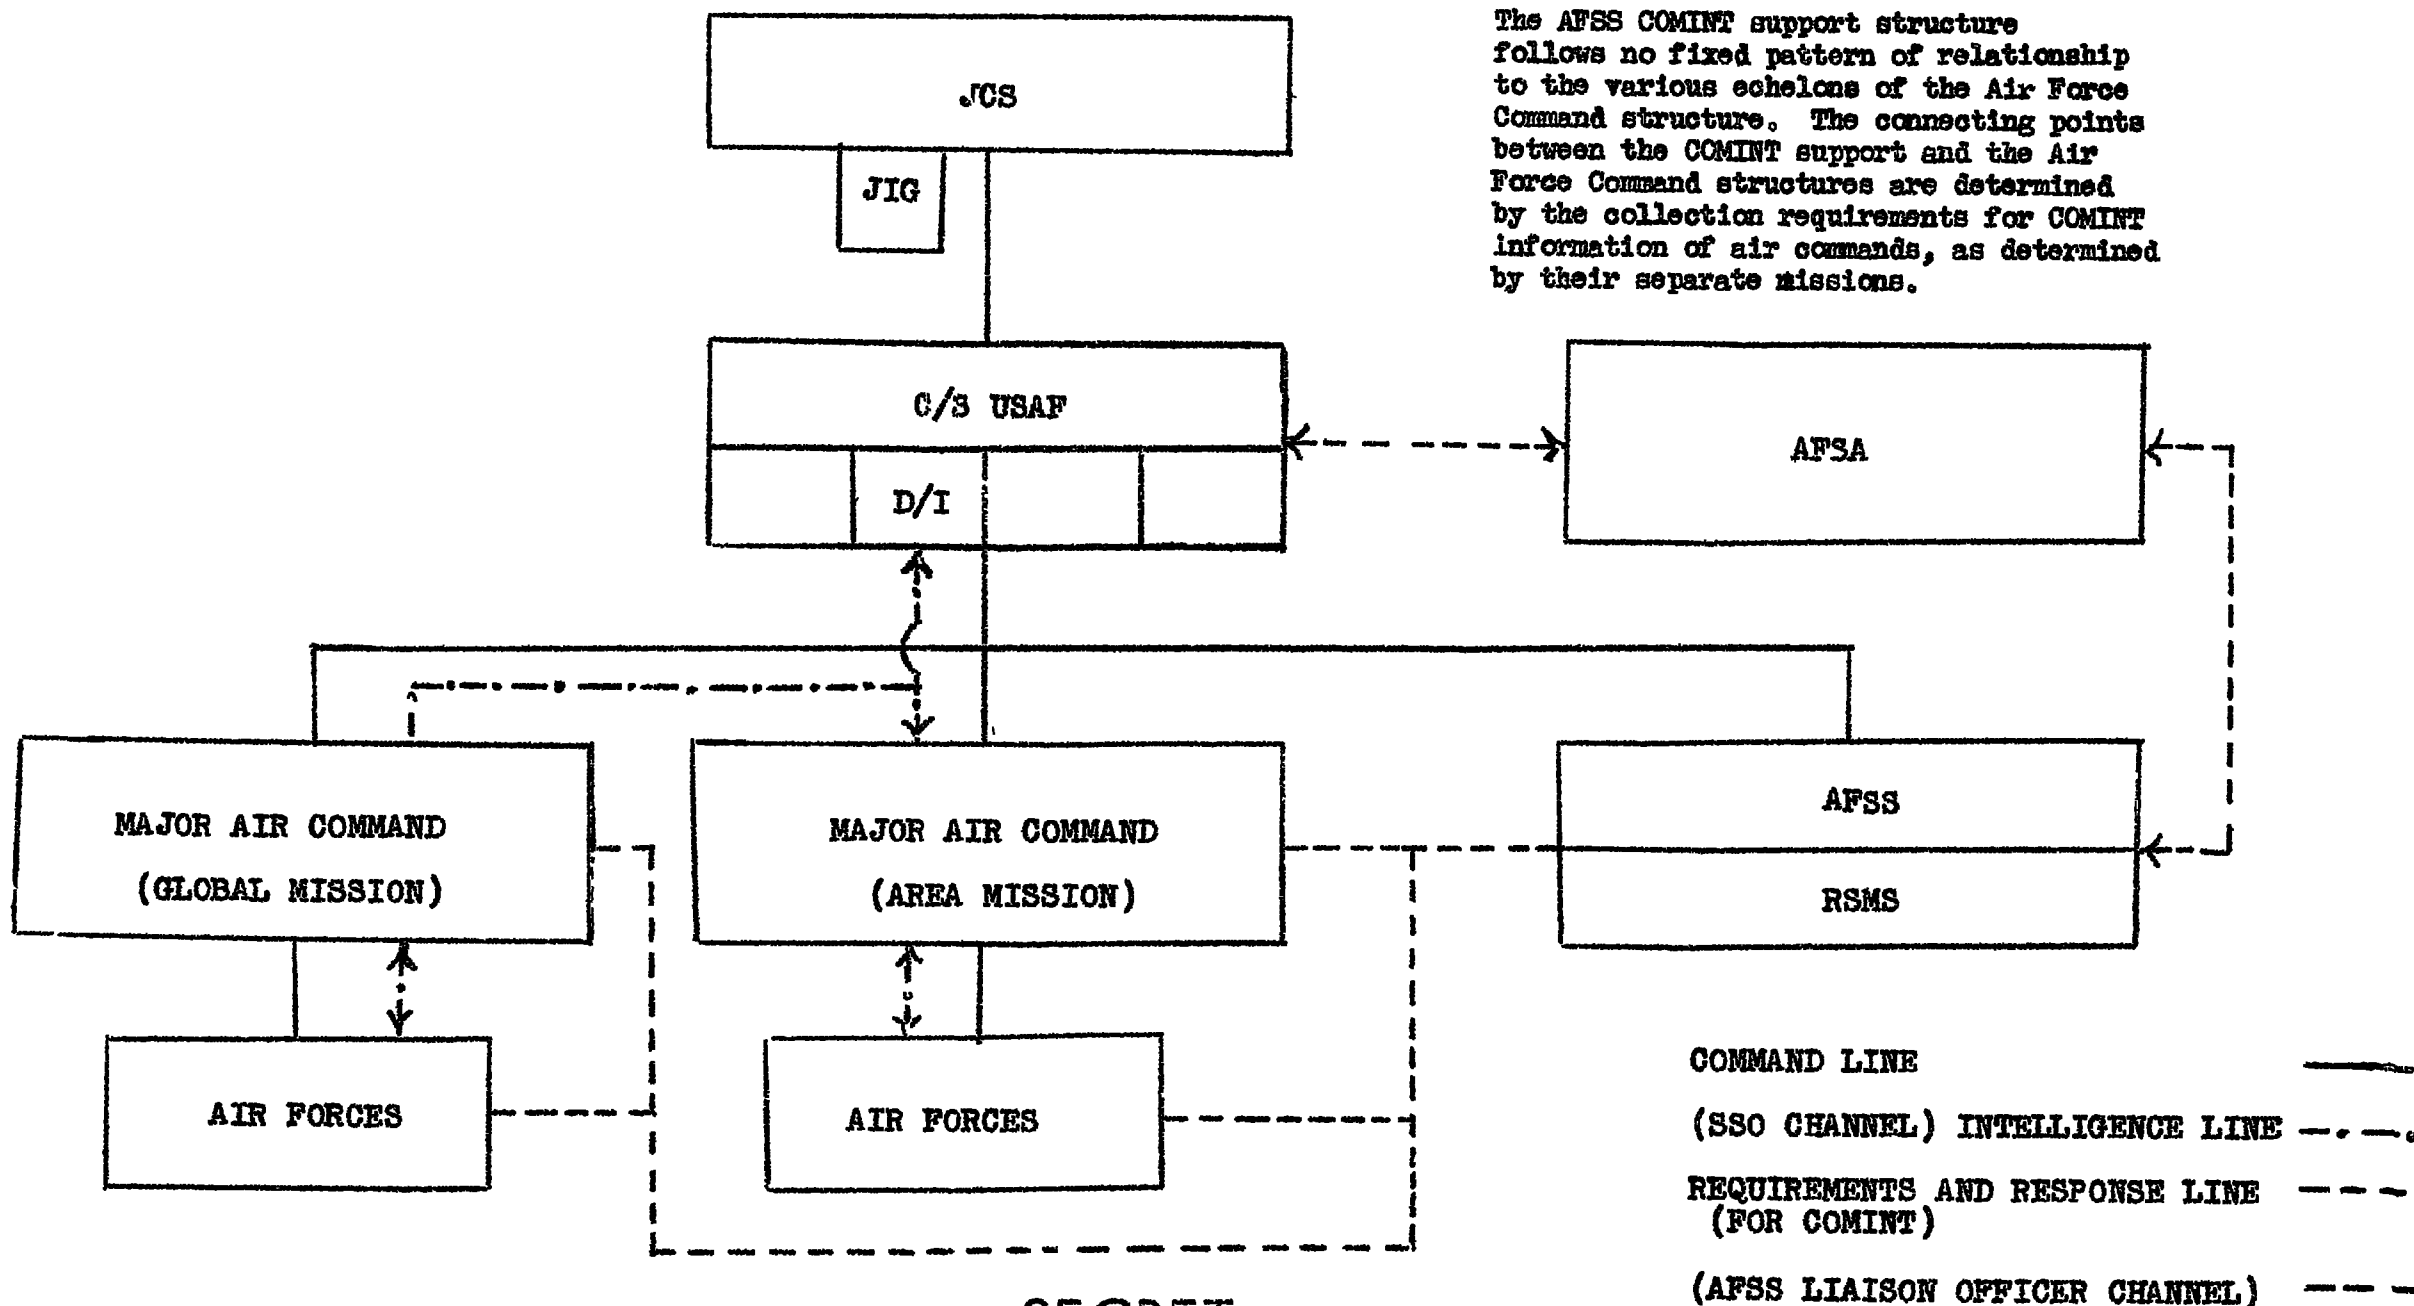 The AFSS COMINT support structure
follows no fixed pattern of relationship
to the various echelons of the Air Force
Command structure. The connecting points
between the COMINT support and the Air
Force Command structures are determined
by the collection requirements for COMINT
information of air commands, as determined
by their separate missions.
JCS
JIG
C/S USAF
D/I
AFSA
MAJOR AIR COMMAND
(GLOBAL MISSION)
MAJOR AIR COMMAND
(AREA MISSION)
AFSS
RSMS
AIR FORCES
AIR FORCES
COMMAND LINE
(SSO CHANNEL) INTELLIGENCE LINE
REQUIREMENTS AND RESPONSE LINE
(FOR COMINT)
(AFSS LIAISON OFFICER CHANNEL)